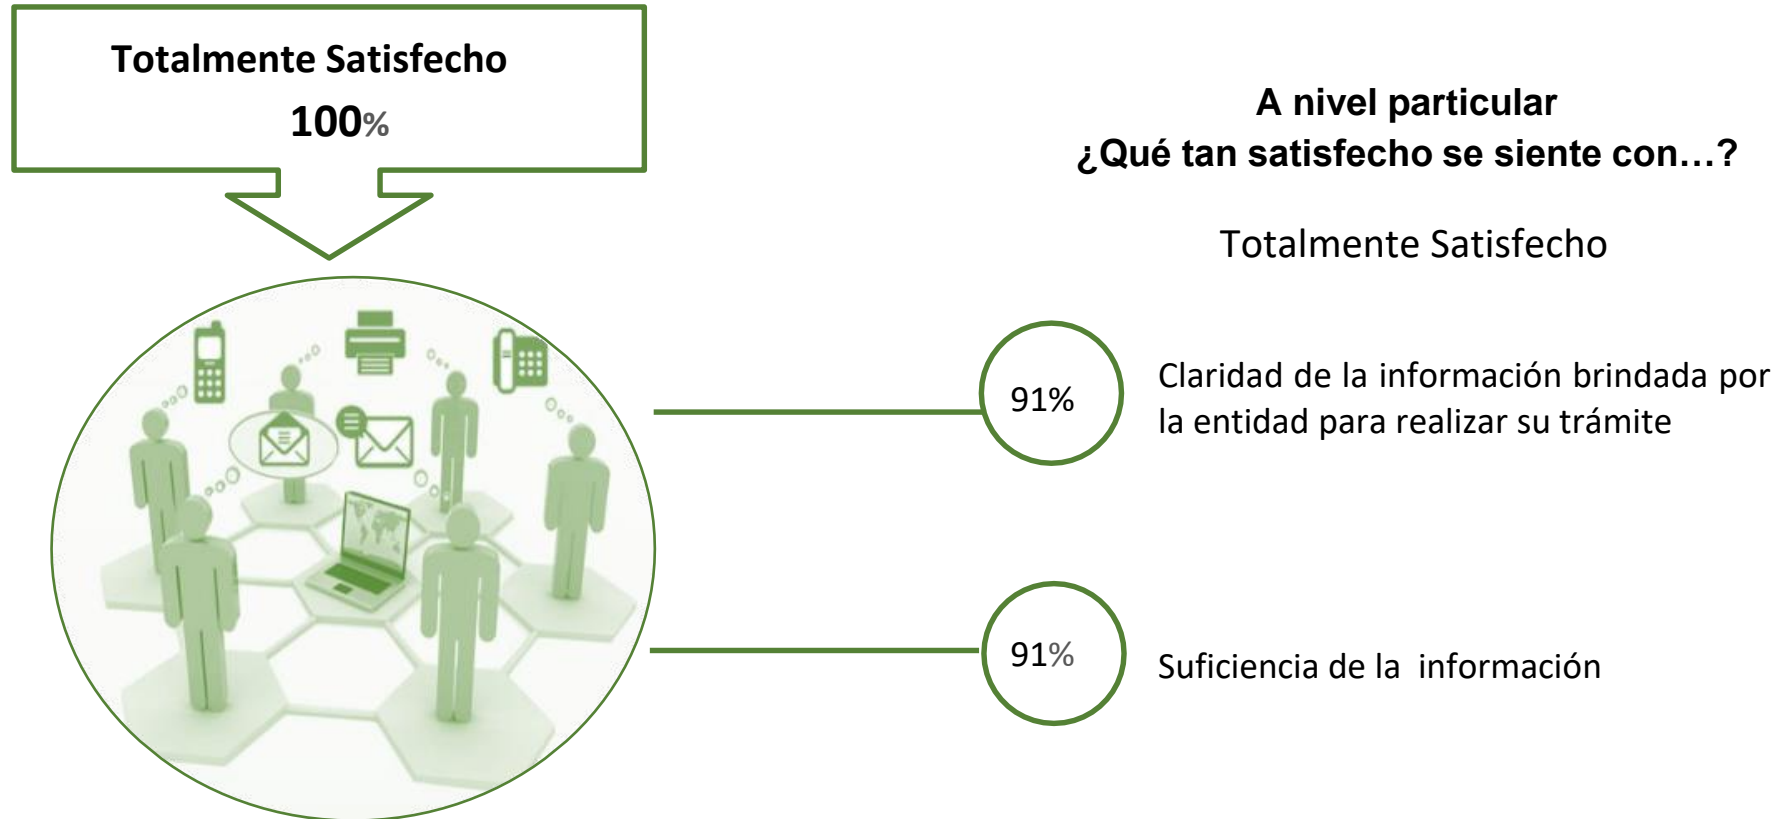 Totalmente Satisfecho
100%
A nivel particular
¿Qué tan satisfecho se siente con...?
Totalmente Satisfecho
91%
Claridad de la información brindada por
la entidad para realizar su trámite
91%
Suficiencia de la información